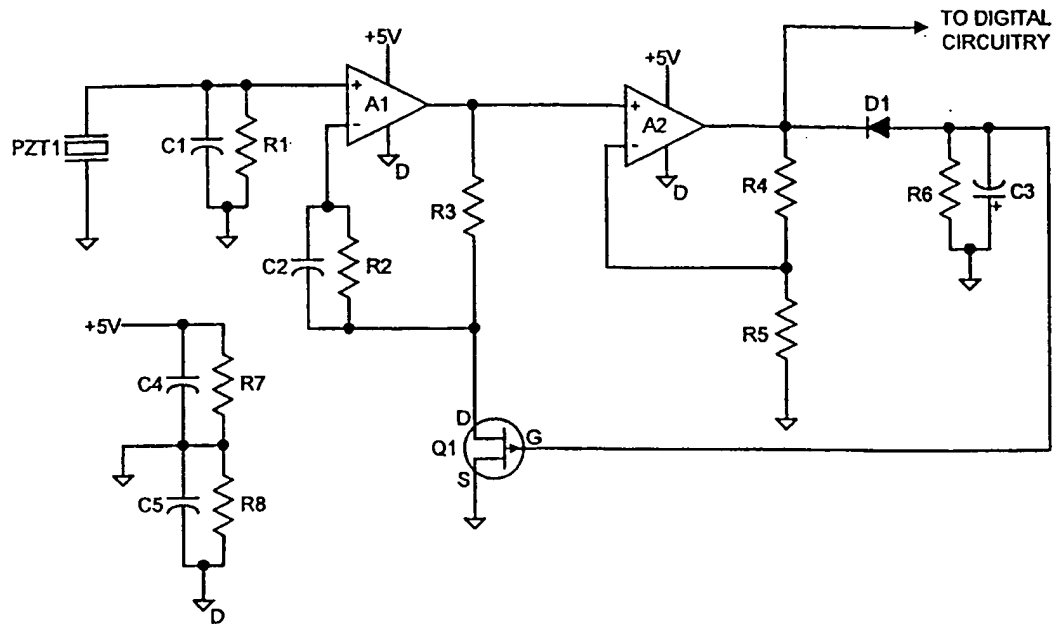 TO DIGITAL
CIRCUITRY
+5V
+5V
A1
A2
D1
PZT1
C1
R1
D
D
R3
R4
R6
C3
+
C2
R2
+5V
R5
C4
R7
D
G
Q1
S
C5
R8
D